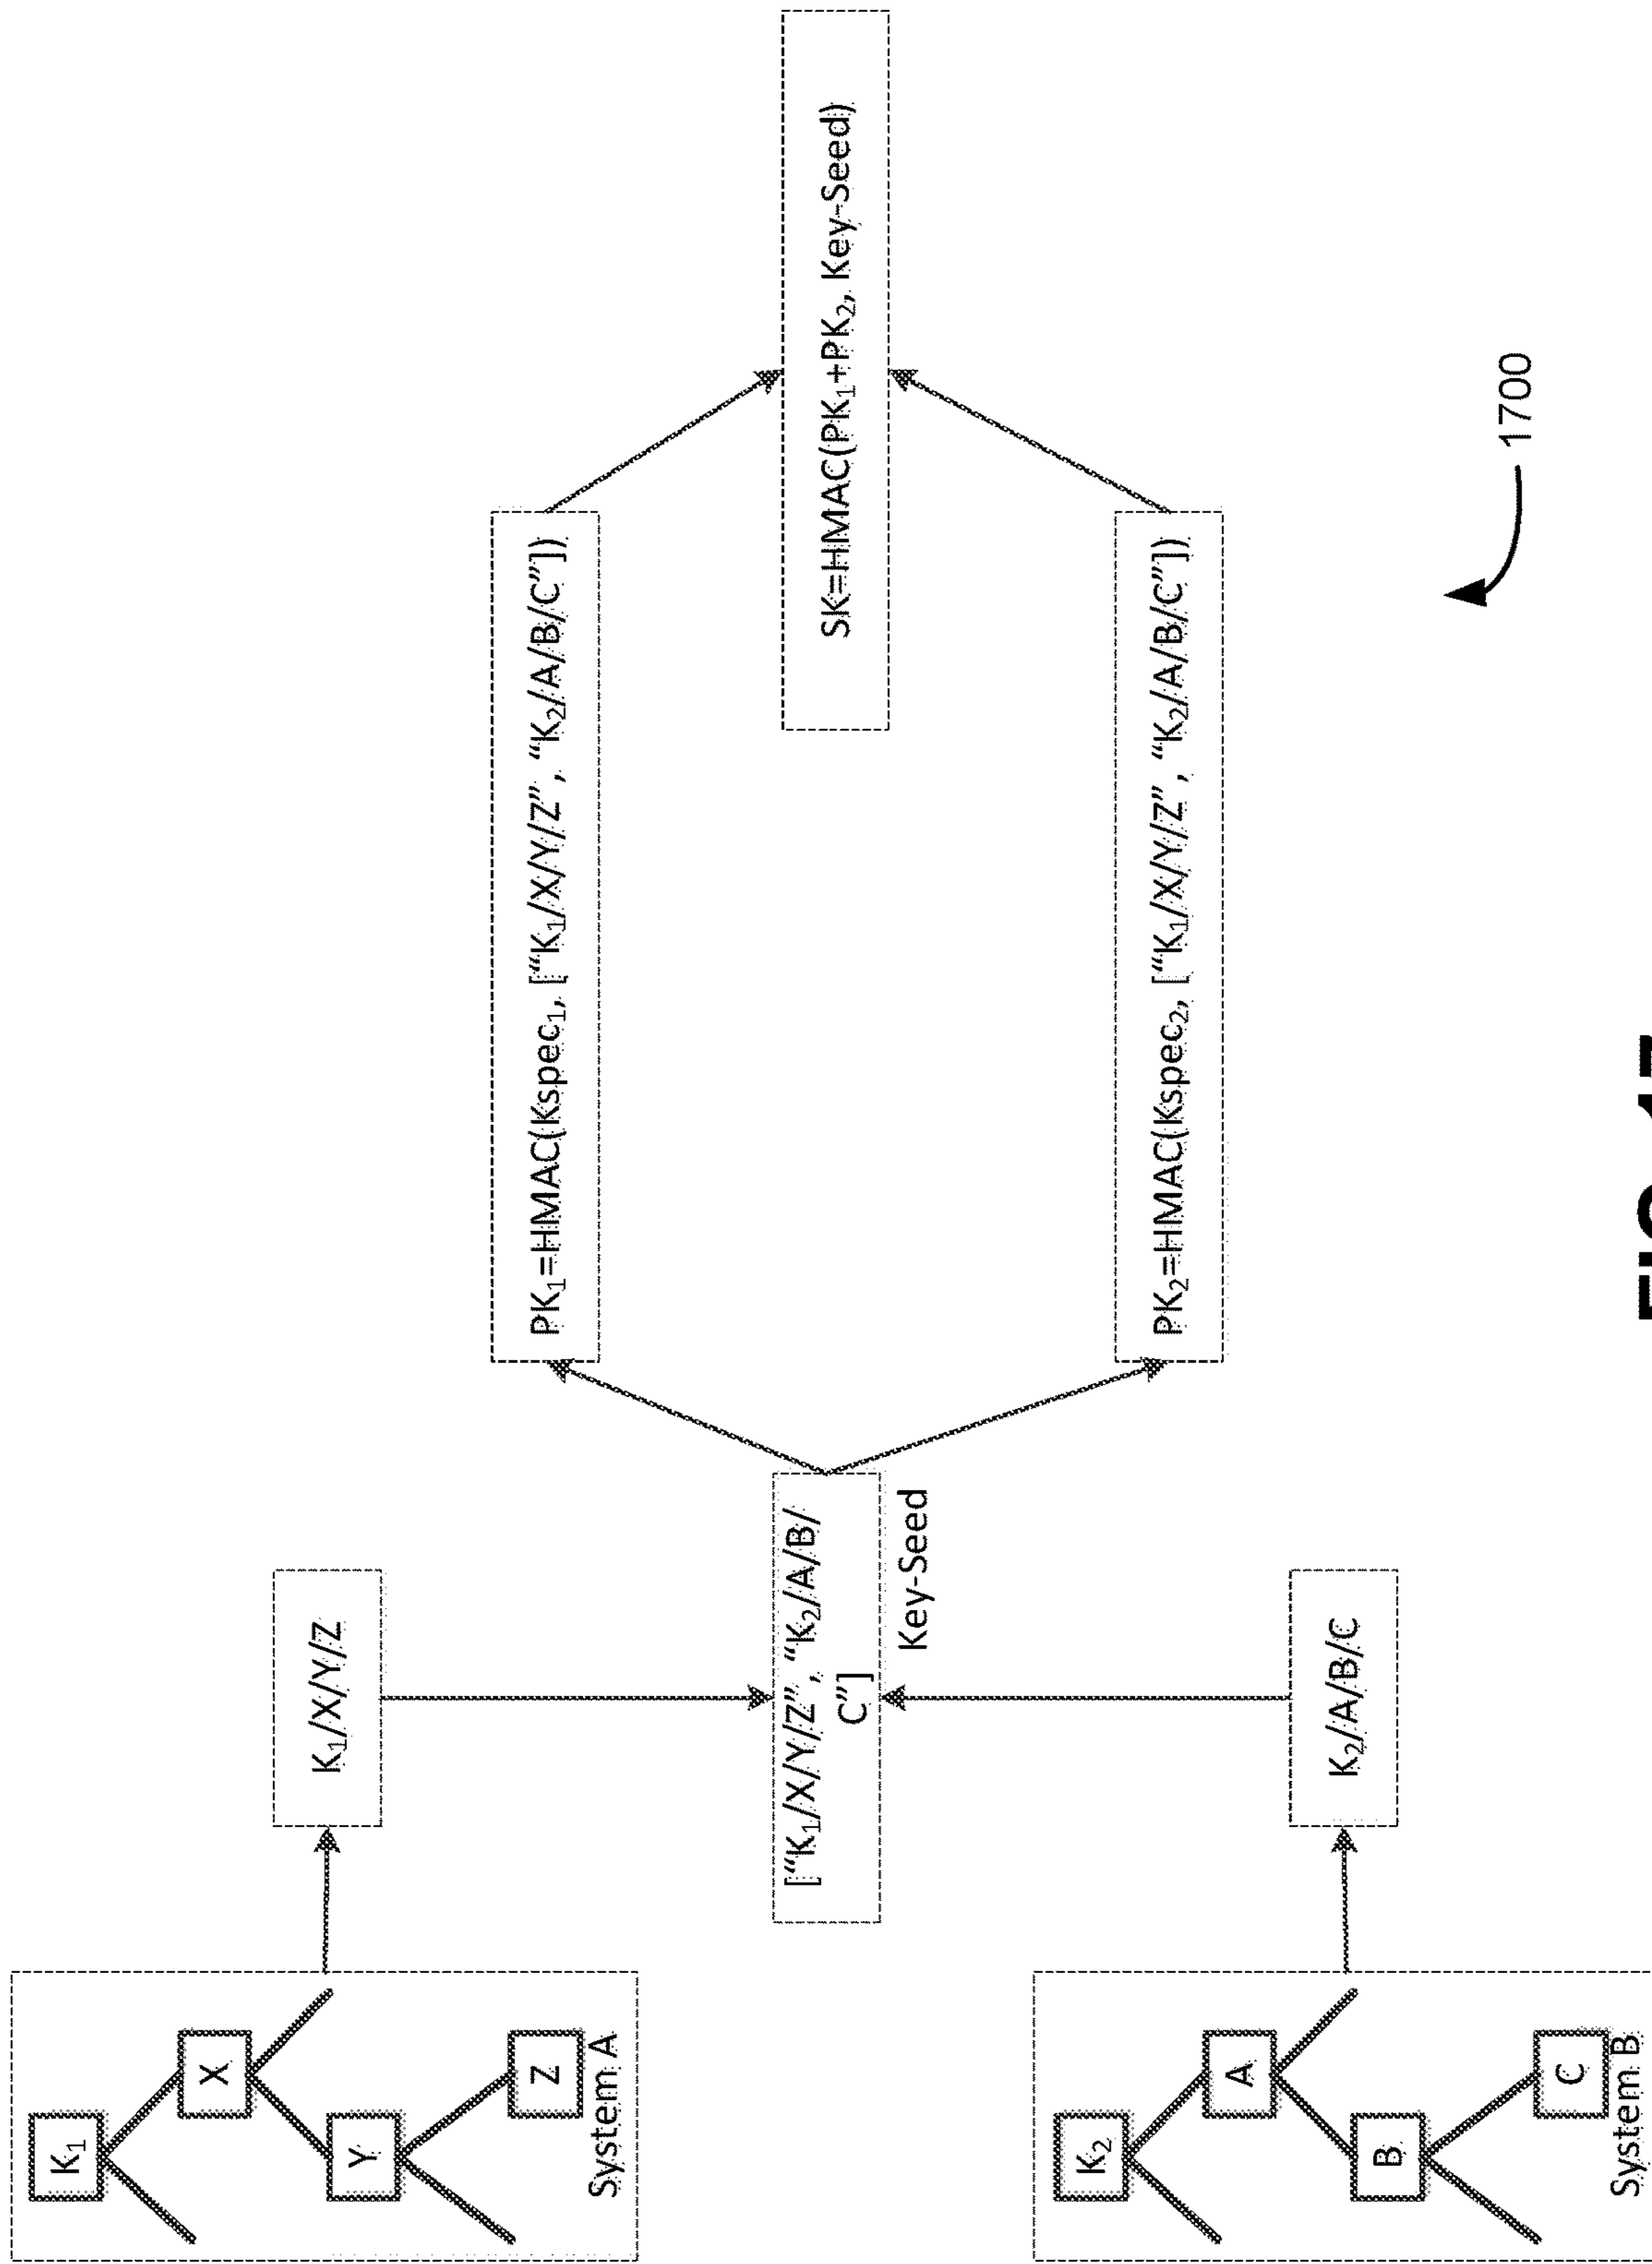 K₁
X
Y
Z
System A
K₁/X/Y/Z
PK₁=HMAC(Kspec₁, [“K₁/X/Y/Z”, “K₂/A/B/C”])
[“K₁/X/Y/Z”, “K₂/A/B/
C”]
Key-Seed
SK=HMAC(PK₁+PK₂, Key-Seed)
K₂
A
B
C
System B
K₂/A/B/C
PK₂=HMAC(Kspec₂, [“K₁/X/Y/Z”, “K₂/A/B/C”])
1700